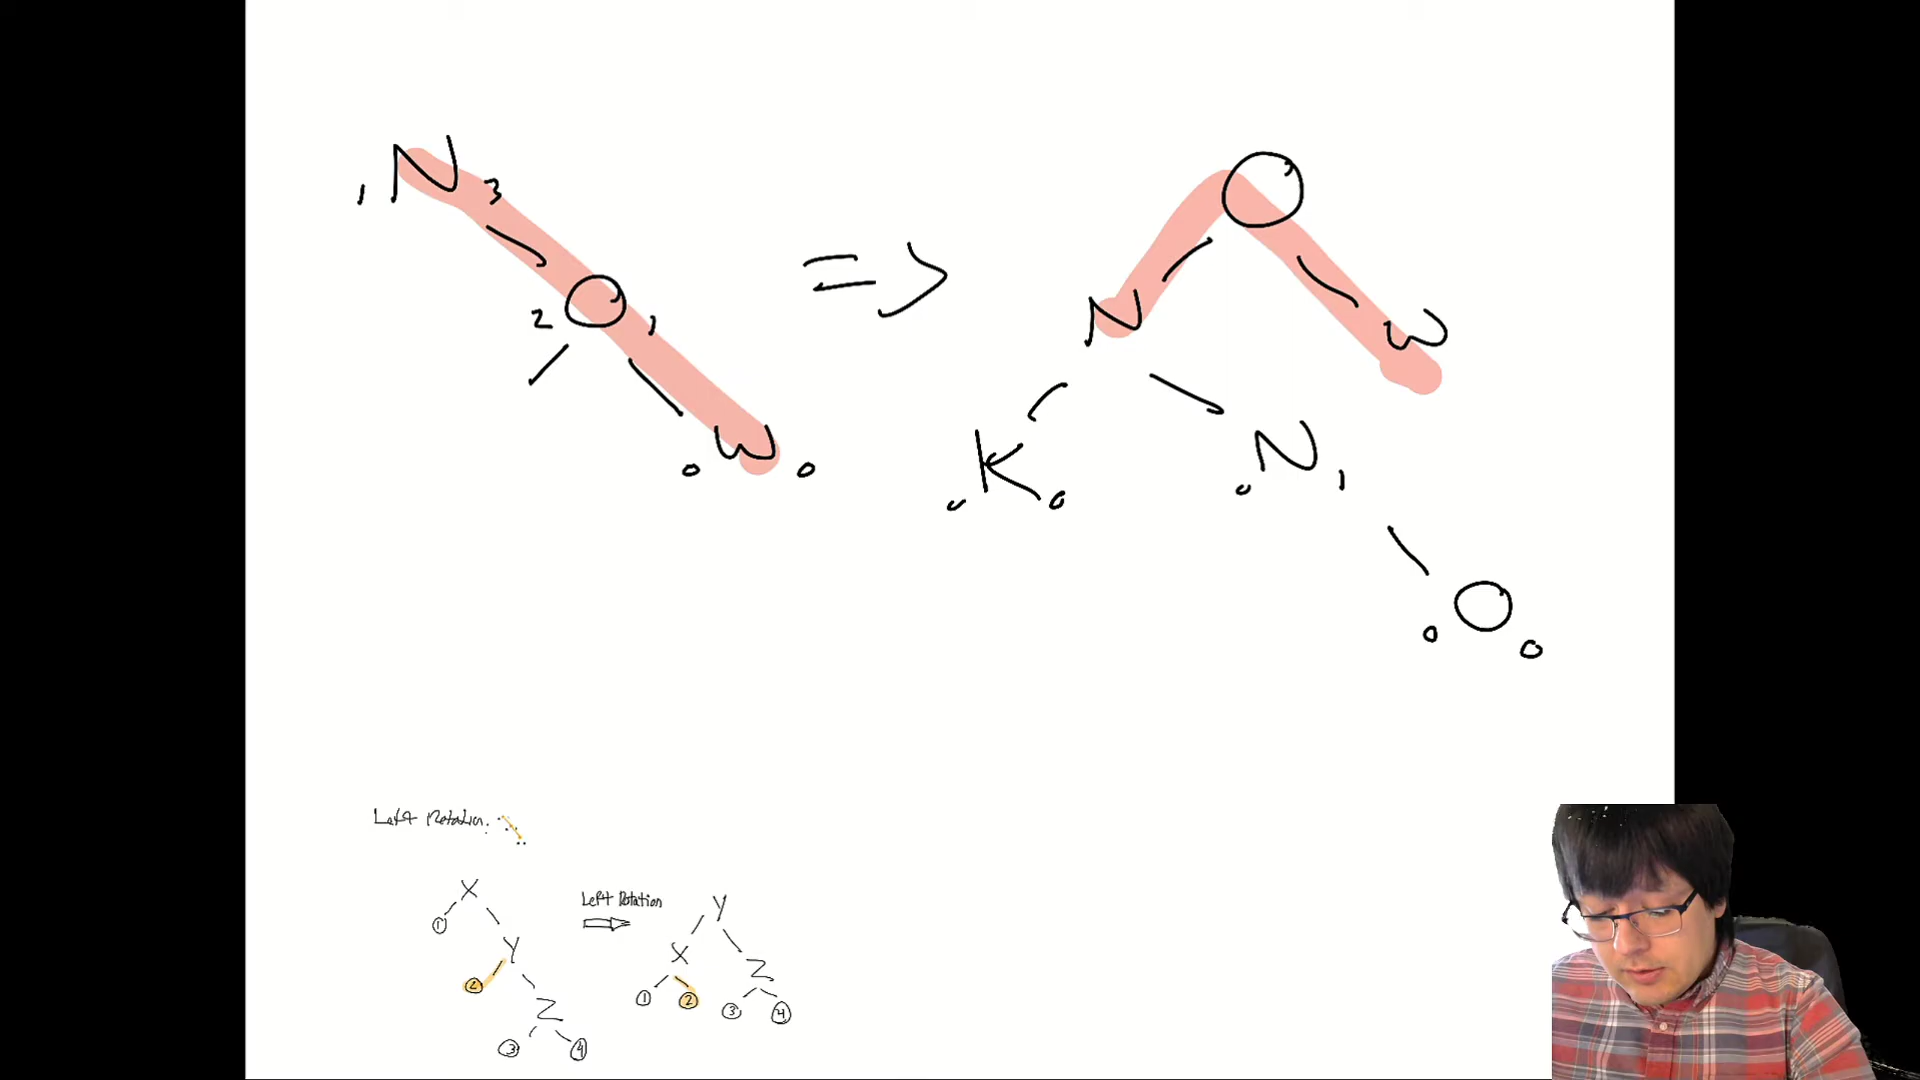 N
1 3
=>
O
O
2 1
N
W
W
0 0
K
0 0
N
0 1
O
0 0
Left Rotation:
X
1
Y
2
Z
3 4
Left Rotation
Y
X Z
1 2 3 4